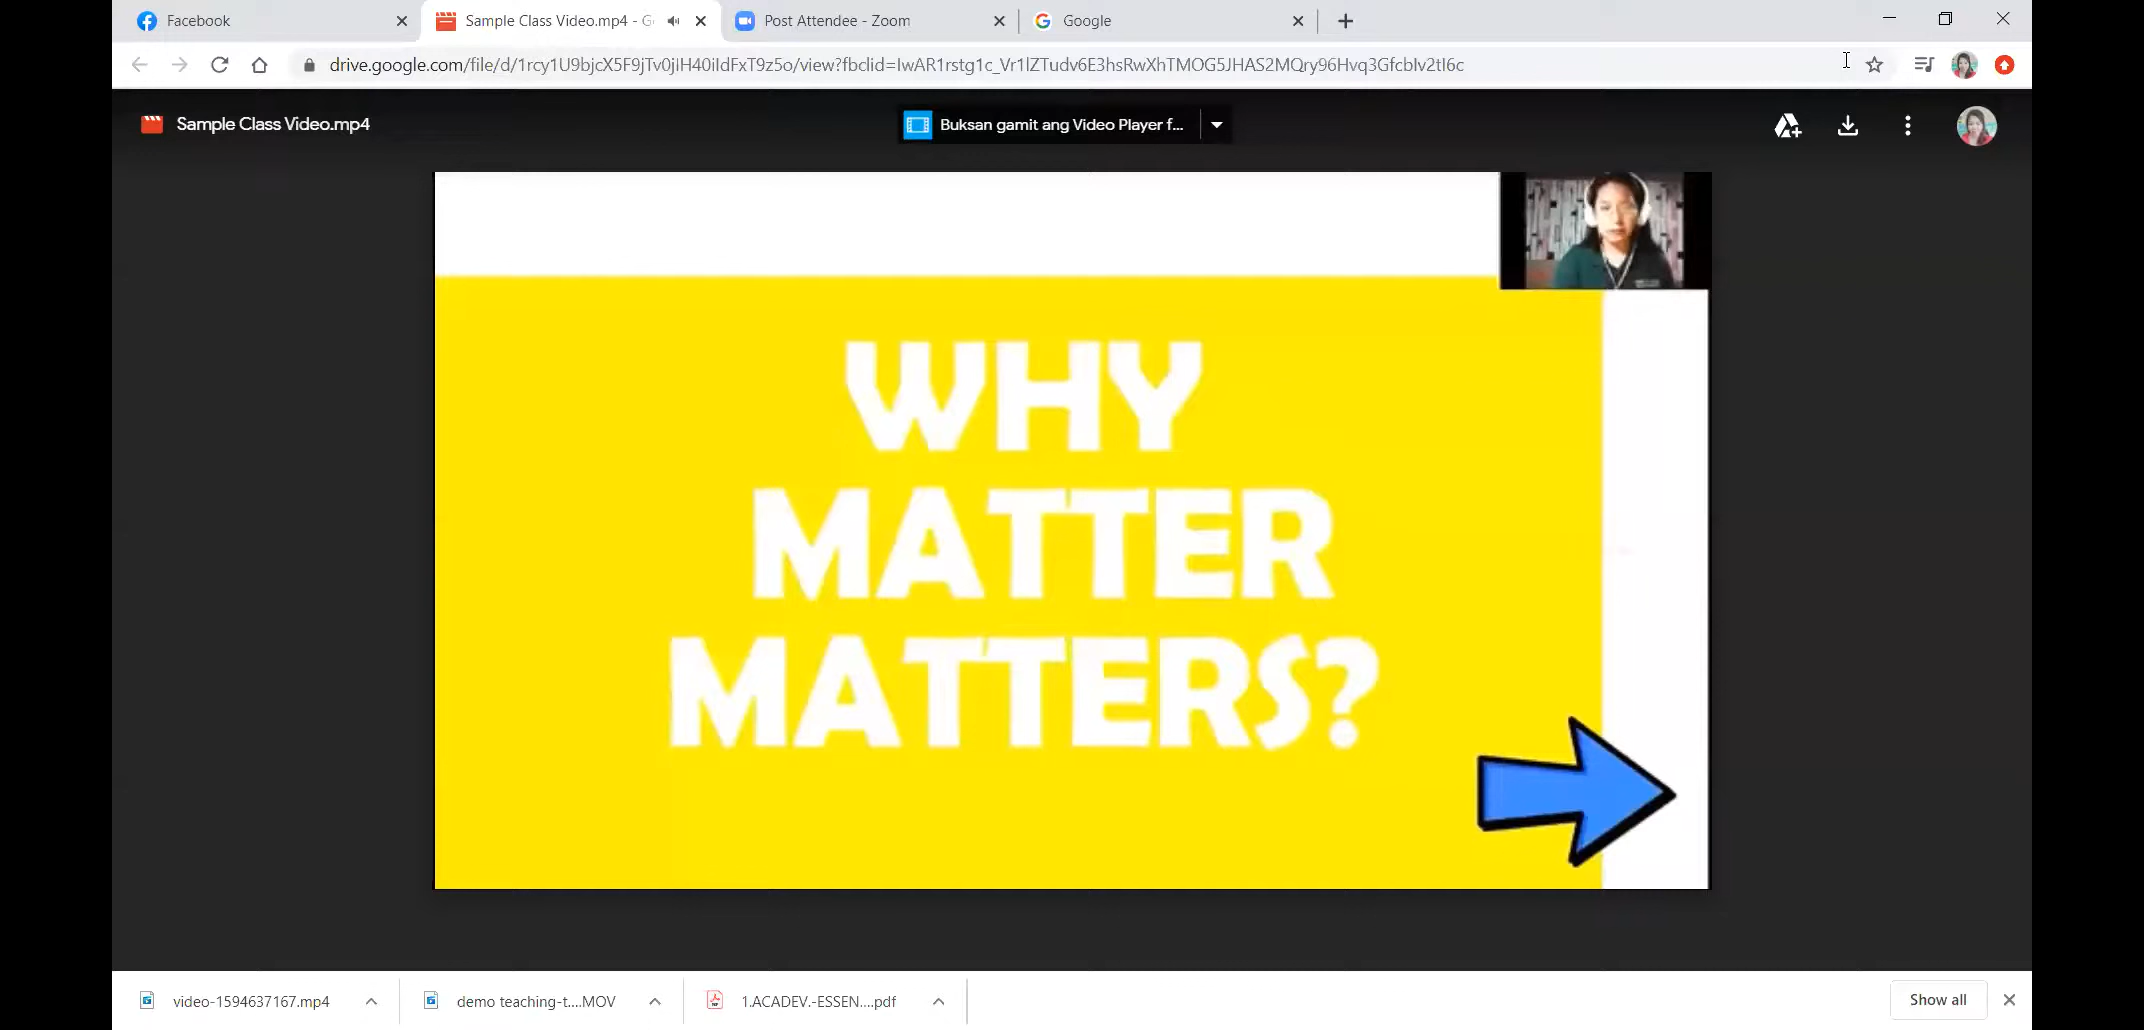 Facebook
Sample Class Video.mp4 - G
Post Attendee - Zoom
Google
drive.google.com/file/d/1rcy1U9bjcX5F9jTv0jIH40iIdFxT9z5o/view?fbclid=IwAR1rstg1c_Vr1lZTudv6E3hsRwXhTMOG5JHAS2MQry96Hvq3GfcbIv2tI6c
Sample Class Video.mp4
Buksan gamit ang Video Player f...
WHY
MATTER
MATTERS?
video-1594637167.mp4
demo teaching-t....MOV
1.ACADEV.-ESSEN....pdf
Show all